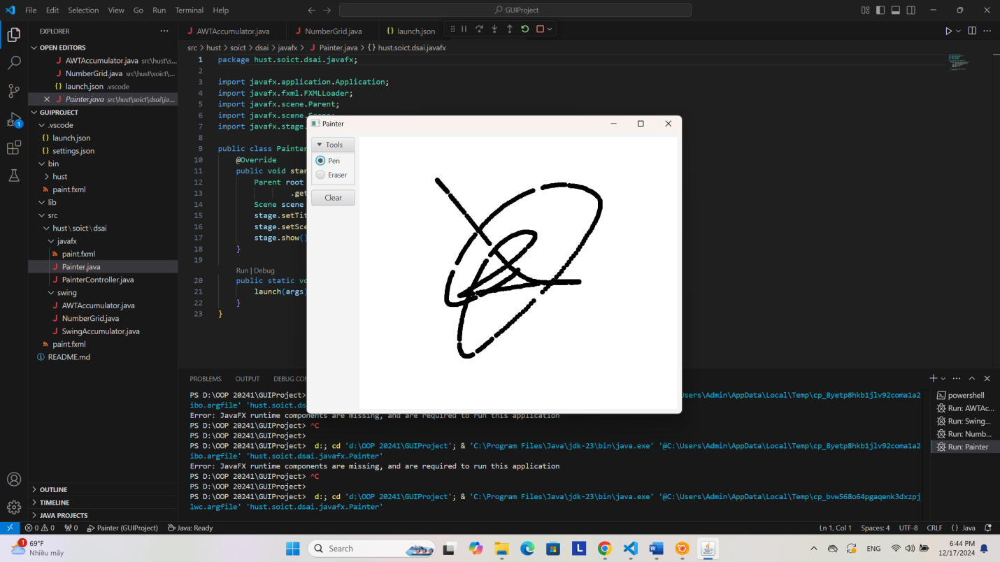 File Edit Selection View Go Run Terminal Help
GUIProject
EXPLORER
OPEN EDITORS
AWTAccumulator.java src\hust\s...
NumberGrid.java src\hust\soict\...
launch.json .vscode
Painter.java src\hust\soict\dsai\ja...
GUIPROJECT
.vscode
launch.json
settings.json
bin
hust
paint.fxml
lib
src
hust\soict\dsai
javafx
paint.fxml
Painter.java
PainterController.java
swing
AWTAccumulator.java
NumberGrid.java
SwingAccumulator.java
paint.fxml
README.md
OUTLINE
TIMELINE
JAVA PROJECTS
AWTAccumulator.java NumberGrid.java launch.json
src > hust > soict > dsai > javafx > Painter.java > {} hust.soict.dsai.javafx
1 package hust.soict.dsai.javafx;
2
3 import javafx.application.Application;
4 import javafx.fxml.FXMLLoader;
5 import javafx.scene.Parent;
6 import javafx.scene.Scene;
7 import javafx.stage.
8
9 public class Painter
10 @Override
11 public void star
12 Parent root
13 .get
14 Scene scene
15 stage.setTit
16 stage.setSce
17 stage.show()
18 }
19
Run | Debug
20 public static vo
21 launch(args)
22 }
23 }
Painter
Tools
Pen
Eraser
Clear
PROBLEMS OUTPUT DEBUG CON
PS D:\OOP 20241\GUIProject> Jsers\Admin\AppData\Local\Temp\cp_8yetp8hkb1jlv92coma1a2
ibo.argfile' 'hust.soict.ds
Error: JavaFX runtime components are missing, and are required to run this application
PS D:\OOP 20241\GUIProject> ^C
PS D:\OOP 20241\GUIProject>
PS D:\OOP 20241\GUIProject> d:; cd 'd:\OOP 20241\GUIProject'; & 'C:\Program Files\Java\jdk-23\bin\java.exe' '@C:\Users\Admin\AppData\Local\Temp\cp_8yetp8hkb1jlv92coma1a2
ibo.argfile' 'hust.soict.dsai.javafx.Painter'
Error: JavaFX runtime components are missing, and are required to run this application
PS D:\OOP 20241\GUIProject> ^C
PS D:\OOP 20241\GUIProject>
PS D:\OOP 20241\GUIProject> d:; cd 'd:\OOP 20241\GUIProject'; & 'C:\Program Files\Java\jdk-23\bin\java.exe' '@C:\Users\Admin\AppData\Local\Temp\cp_bvw568o64pgaqenk3dxzpj
lwc.argfile' 'hust.soict.dsai.javafx.Painter'
powershell
Run: AWTAc...
Run: Swing...
Run: Numb...
Run: Painter
0 0 0 Painter (GUIProject) Java: Ready
Ln 1, Col 1 Spaces: 4 UTF-8 CRLF {} Java
1
69°F
Nhiều mây
Search
L
ENG
6:44 PM
12/17/2024